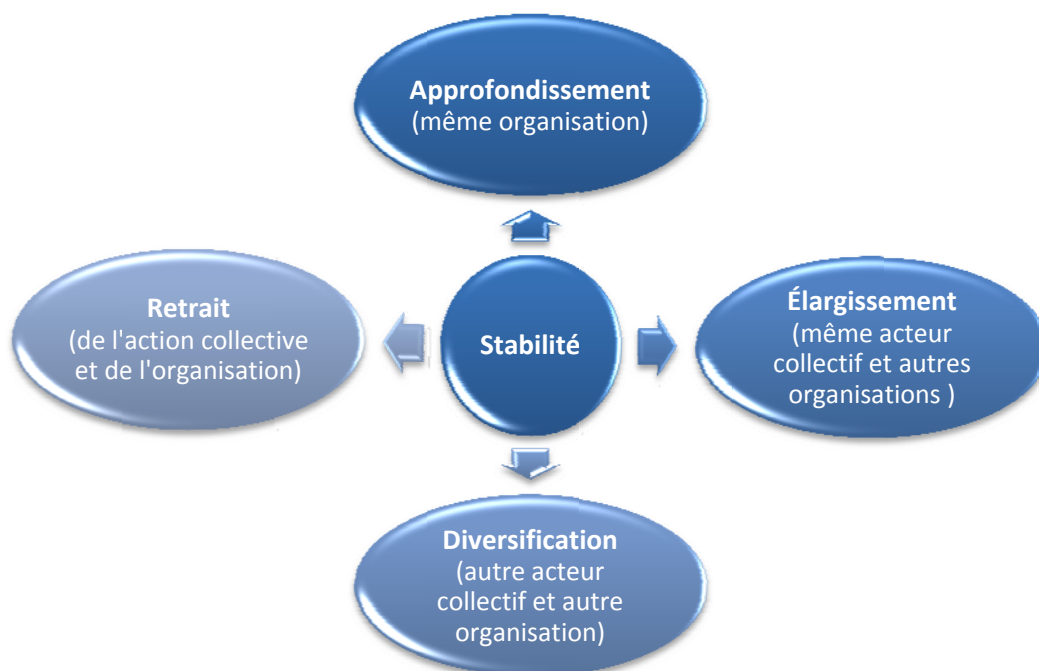 Approfondissement
(même organisation)
Retrait
(de l'action collective
et de l'organisation)
Stabilité
Élargissement
(même acteur
collectif et autres
organisations )
Diversification
(autre acteur
collectif et autre
organisation)